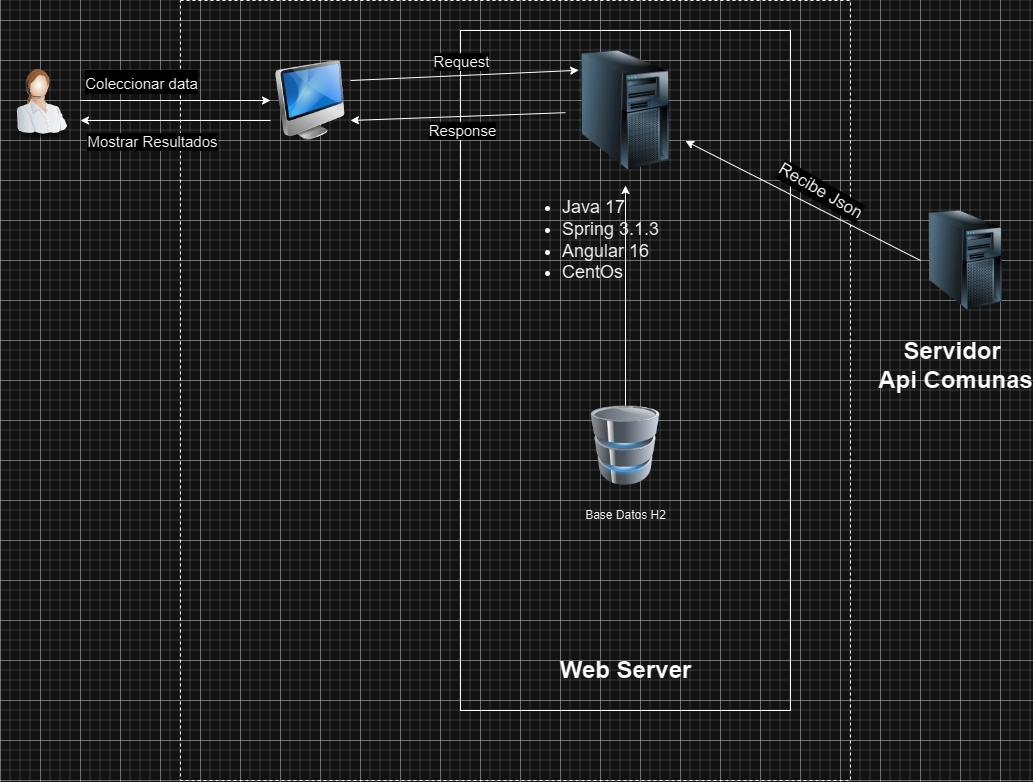 Coleccionar data
Mostrar Resultados
Request
Response
Recibe Json
Java 17
Spring 3.1.3
Angular 16
CentOs
Servidor
Api Comunas
Base Datos H2
Web Server